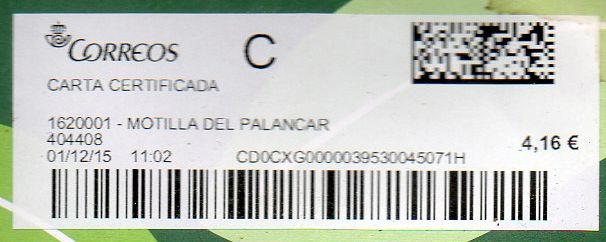 Correos C
CARTA CERTIFICADA
1620001 - MOTILLA DEL PALANCAR
404408 4,16 €
01/12/15 11:02 CD0CXG0000039530045071H